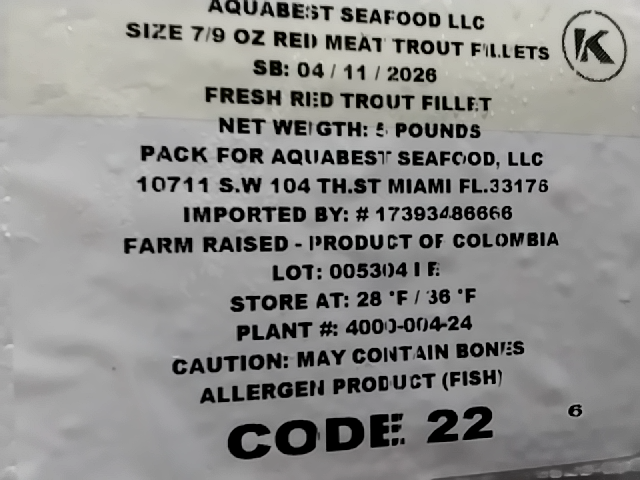 AQUABEST SEAFOOD LLC
SIZE 7/9 OZ RED MEAT TROUT FILLETS
K
SB: 04 / 11 / 2026
FRESH RED TROUT FILLET
NET WEIGTH: 5 POUNDS
PACK FOR AQUABEST SEAFOOD, LLC
10711 S.W 104 TH.ST MIAMI FL.33176
IMPORTED BY: # 17393486666
FARM RAISED - PRODUCT OF COLOMBIA
LOT:
STORE AT: 28 °F / 36 °F
PLANT #: 4000-004-24
CAUTION: MAY CONTAIN BONES
ALLERGEN PRODUCT (FISH)
CODE: 22
6